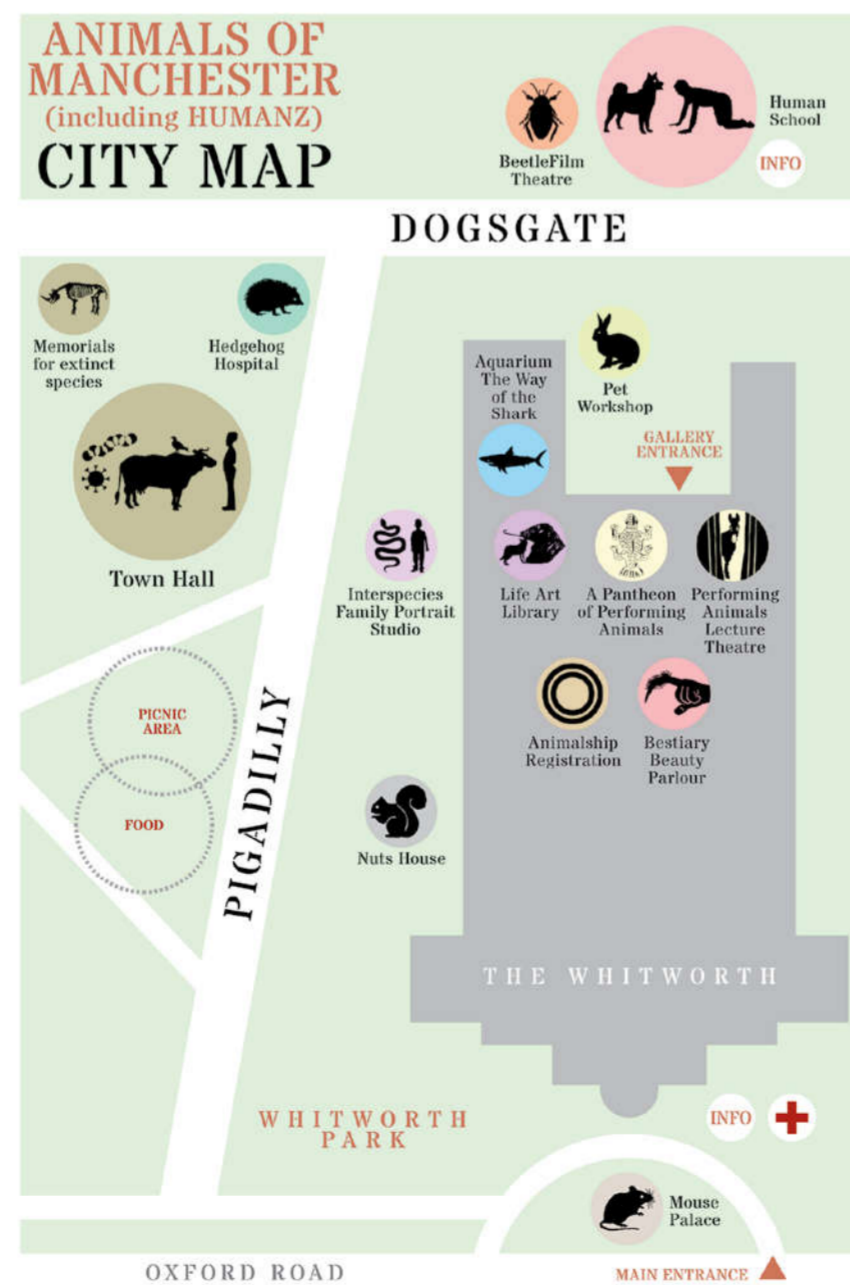 ANIMALS OF
MANCHESTER
(including HUMANZ)
CITY MAP
BeetleFilm
Theatre
Human
School
INFO
DOGSGATE
Memorials
for extinct
species
Hedgehog
Hospital
Town Hall
Aquarium
The Way
of the
Shark
Pet
Workshop
GALLERY
ENTRANCE
Interspecies
Family Portrait
Studio
Life Art
Library
A Pantheon
of Performing
Animals
Performing
Animals
Lecture
Theatre
PICNIC
AREA
FOOD
PIGADILLY
Animalship
Registration
Bestiary
Beauty
Parlour
Nuts House
THE WHITWORTH
WHITWORTH
PARK
INFO
Mouse
Palace
OXFORD ROAD
MAIN ENTRANCE